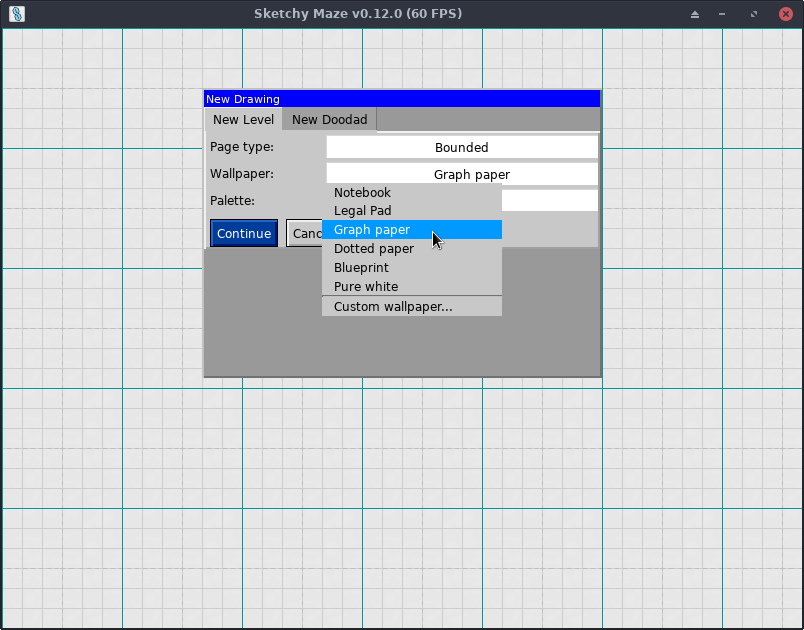 Sketchy Maze v0.12.0 (60 FPS)
New Drawing
New Level New Doodad
Page type: Bounded
Wallpaper: Graph paper
Palette:
Notebook
Legal Pad
Graph paper
Dotted paper
Blueprint
Pure white
Custom wallpaper...
Continue